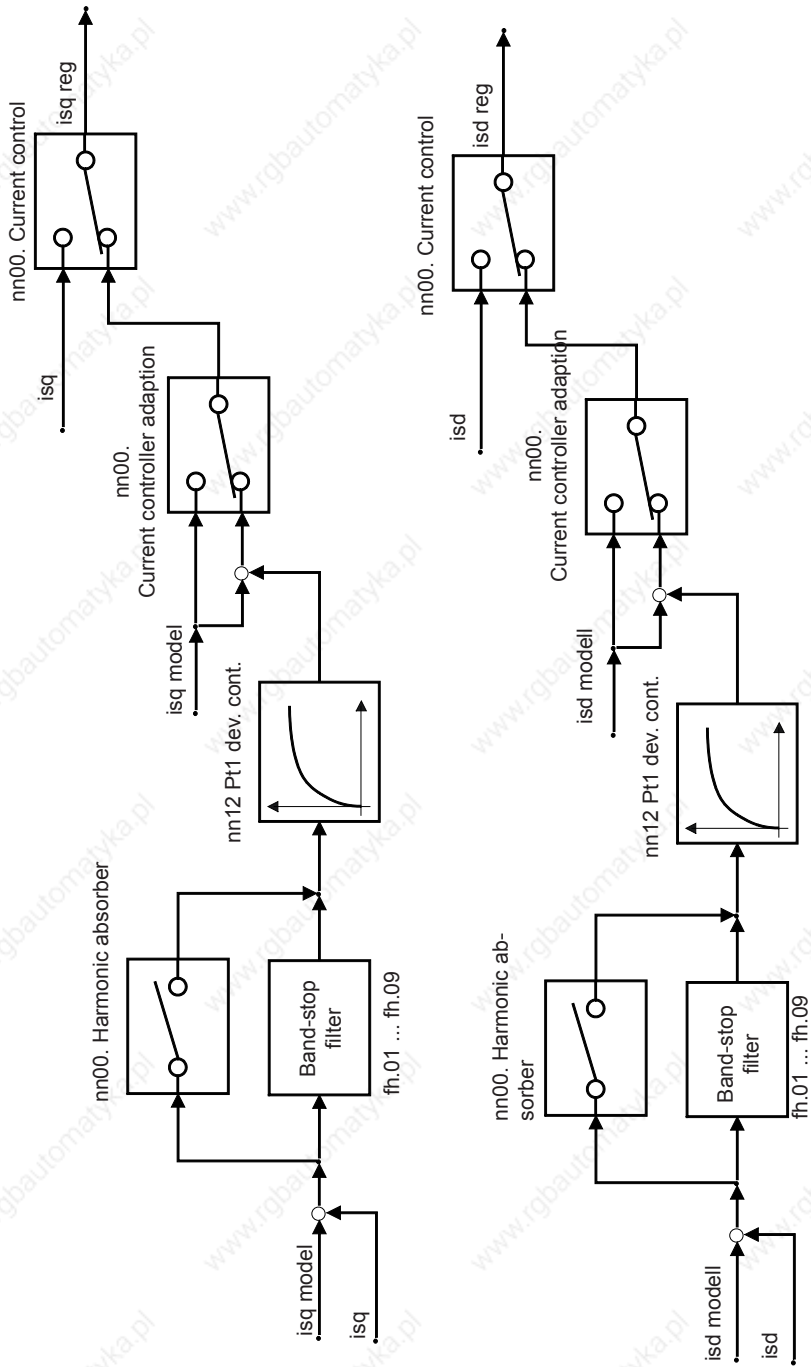 isq model
isq
nn00. Harmonic absorber
Band-stop
filter
fh.01 ... fh.09
nn12 Pt1 dev. cont.
isq model
nn00.
Current controller adaption
isq
nn00. Current control
isq reg
isd modell
isd
nn00. Harmonic ab-
sorber
Band-stop
filter
fh.01 ... fh.09
nn12 Pt1 dev. cont.
isd modell
nn00.
Current controller adaption
isd
nn00. Current control
isd reg
www.rgbautomatyka.pl